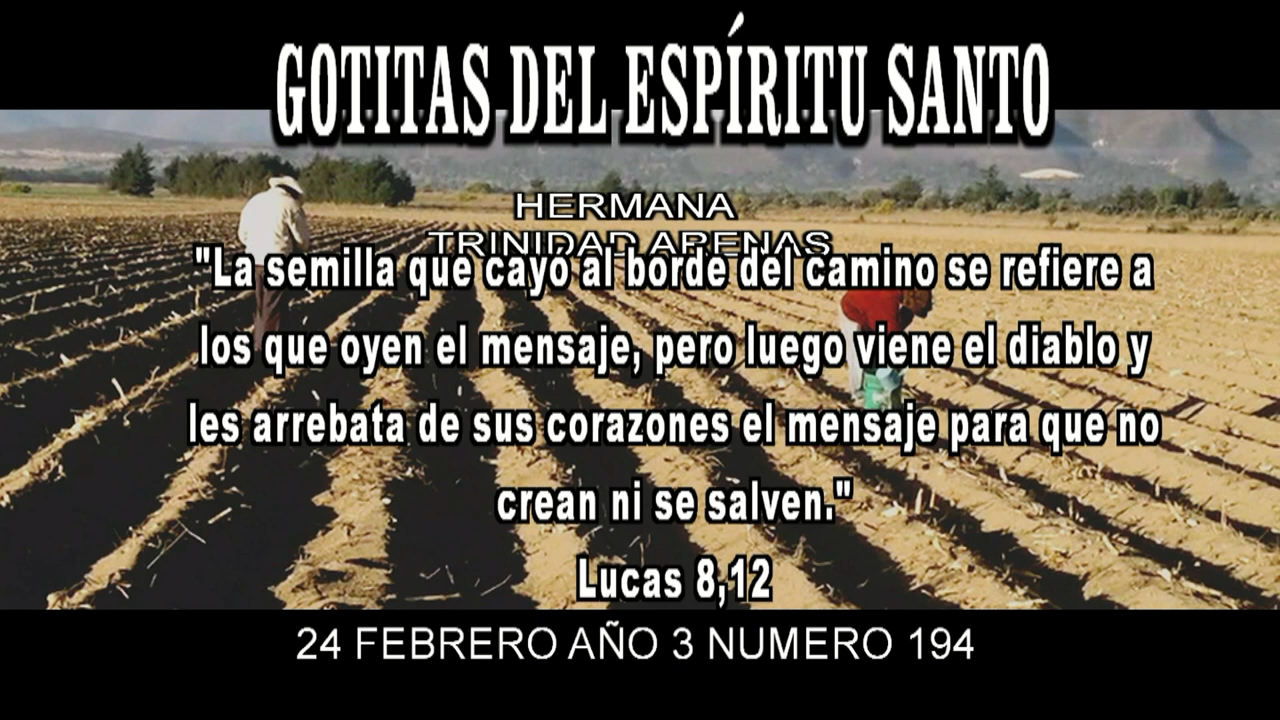 GOTITAS DEL ESPÍRITU SANTO
HERMANA
TRINIDAD ARENAS
"La semilla que cayó al borde del camino se refiere a
los que oyen el mensaje, pero luego viene el diablo y
les arrebata de sus corazones el mensaje para que no
crean ni se salven."
Lucas 8,12
24 FEBRERO AÑO 3 NUMERO 194